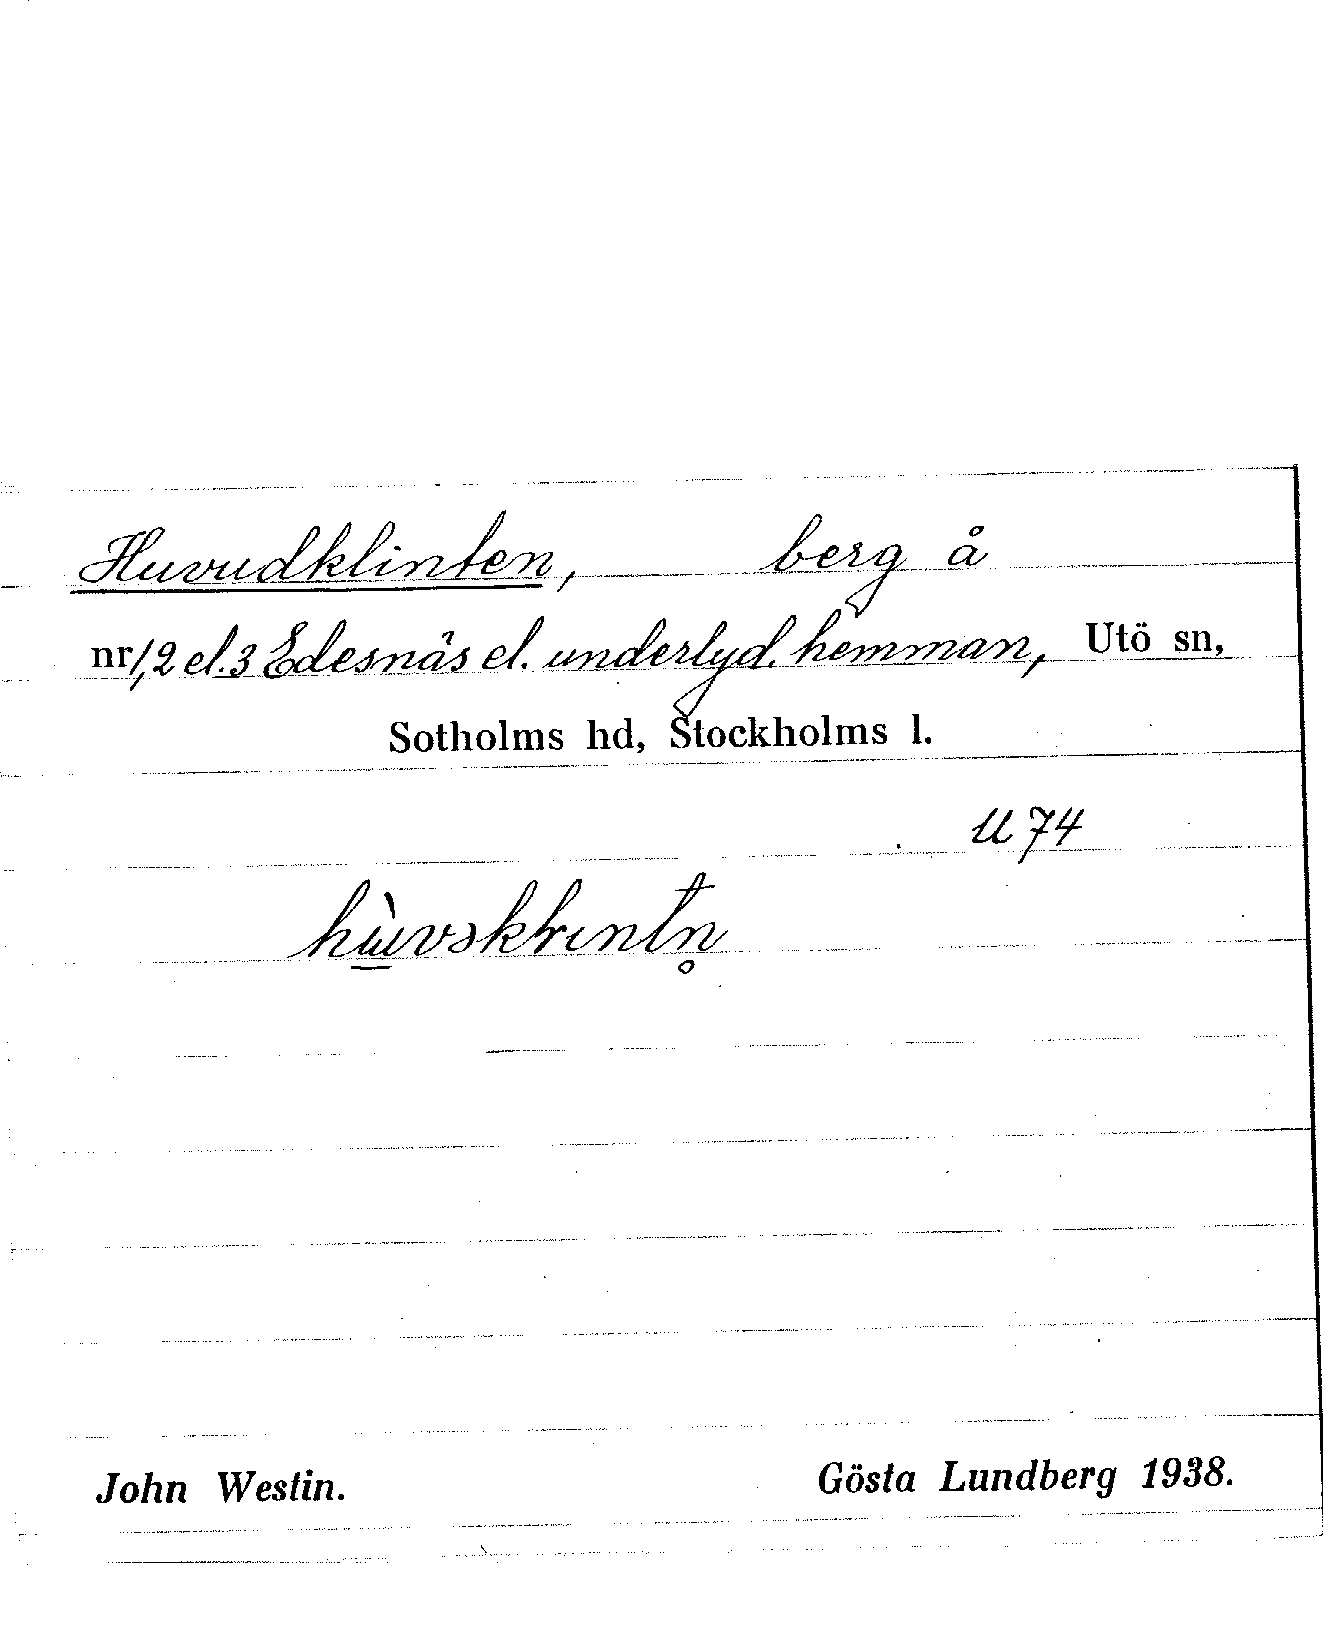 Huvudklinten, berg å
nr 1, 2 el. 3 Edesnäs el. underlyd. hemman, Utö sn,
Sotholms hd, Stockholms l.
U 74
John Westin. Gösta Lundberg 1938.